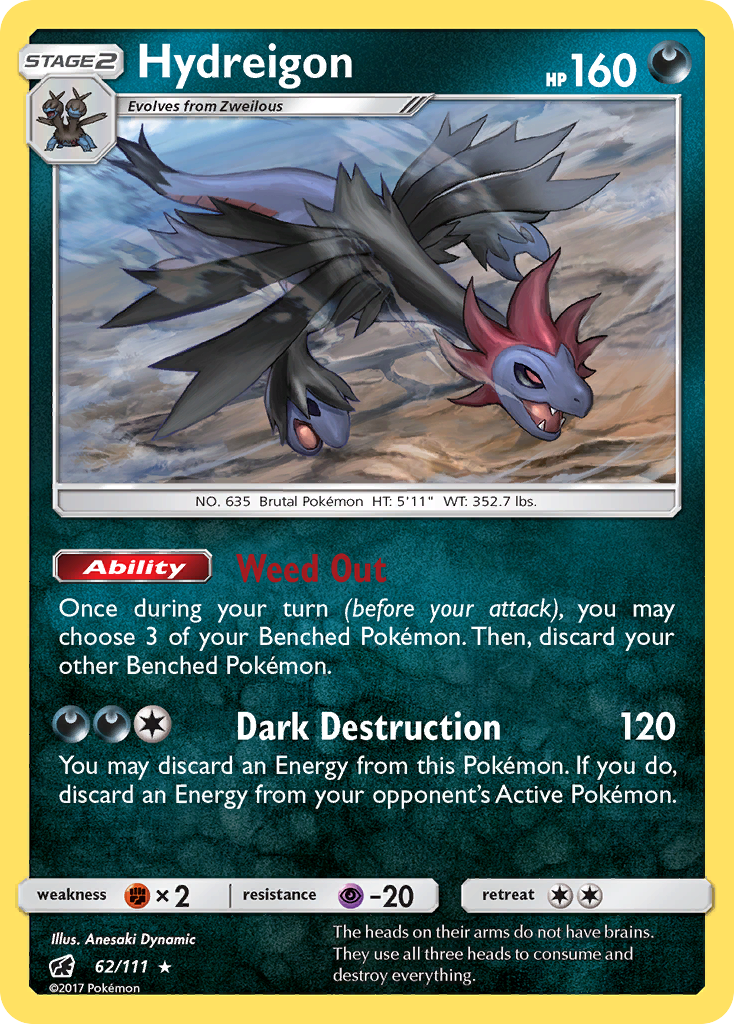 STAGE2
Hydreigon
HP 160
Evolves from Zweilous
NO. 635 Brutal Pokémon HT: 5'11" WT: 352.7 lbs.
Ability
Weed Out
Once during your turn (before your attack), you may
choose 3 of your Benched Pokémon. Then, discard your
other Benched Pokémon.
Dark Destruction 120
You may discard an Energy from this Pokémon. If you do,
discard an Energy from your opponent's Active Pokémon.
weakness × 2 resistance -20 retreat
Illus. Anesaki Dynamic
62/111 ★
©2017 Pokémon
The heads on their arms do not have brains.
They use all three heads to consume and
destroy everything.